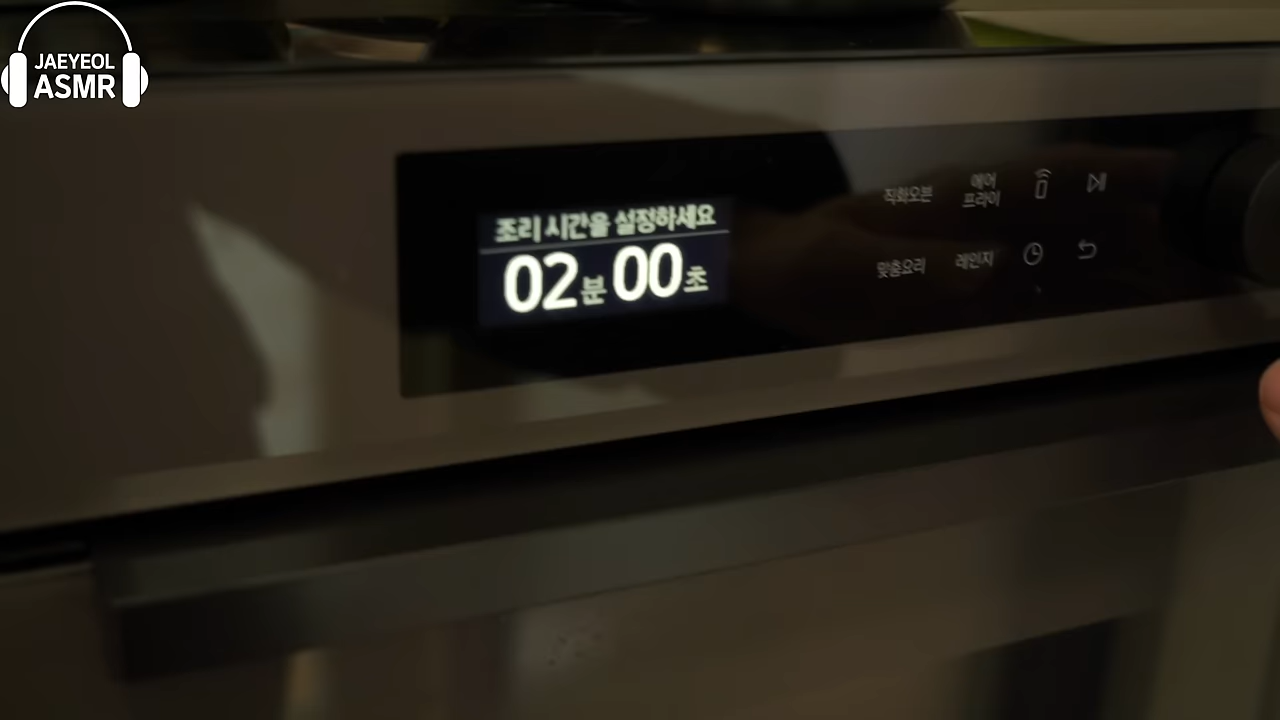 JAEYEOL
ASMR
조리 시간을 설정하세요
02분 00초
직화오븐
에어
프라이
맞춤요리
레인지